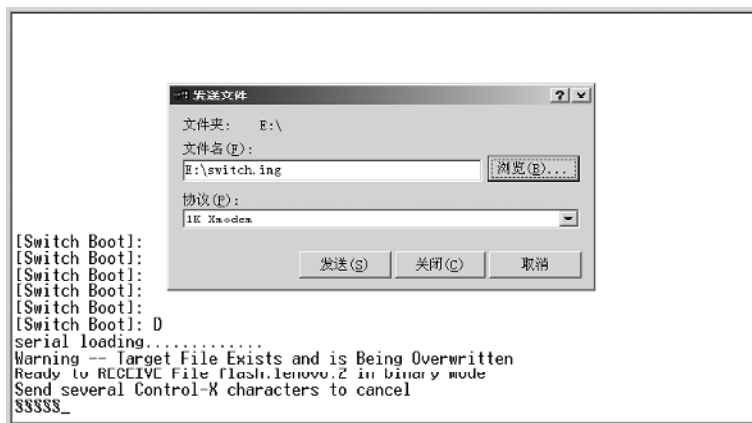 发送文件
文件夹: E:\
文件名(F):
E:\switch.img
浏览(B)...
协议(P):
1K Xmodem
发送(S) 关闭(C) 取消
[Switch Boot]:
[Switch Boot]:
[Switch Boot]:
[Switch Boot]:
[Switch Boot]:
[Switch Boot]: D
serial loading.............
Warning -- Target File Exists and is Being Overwritten
Ready to RECEIVE File flash.lenovo.2 in binary mode
Send several Control-X characters to cancel
§§§§§_